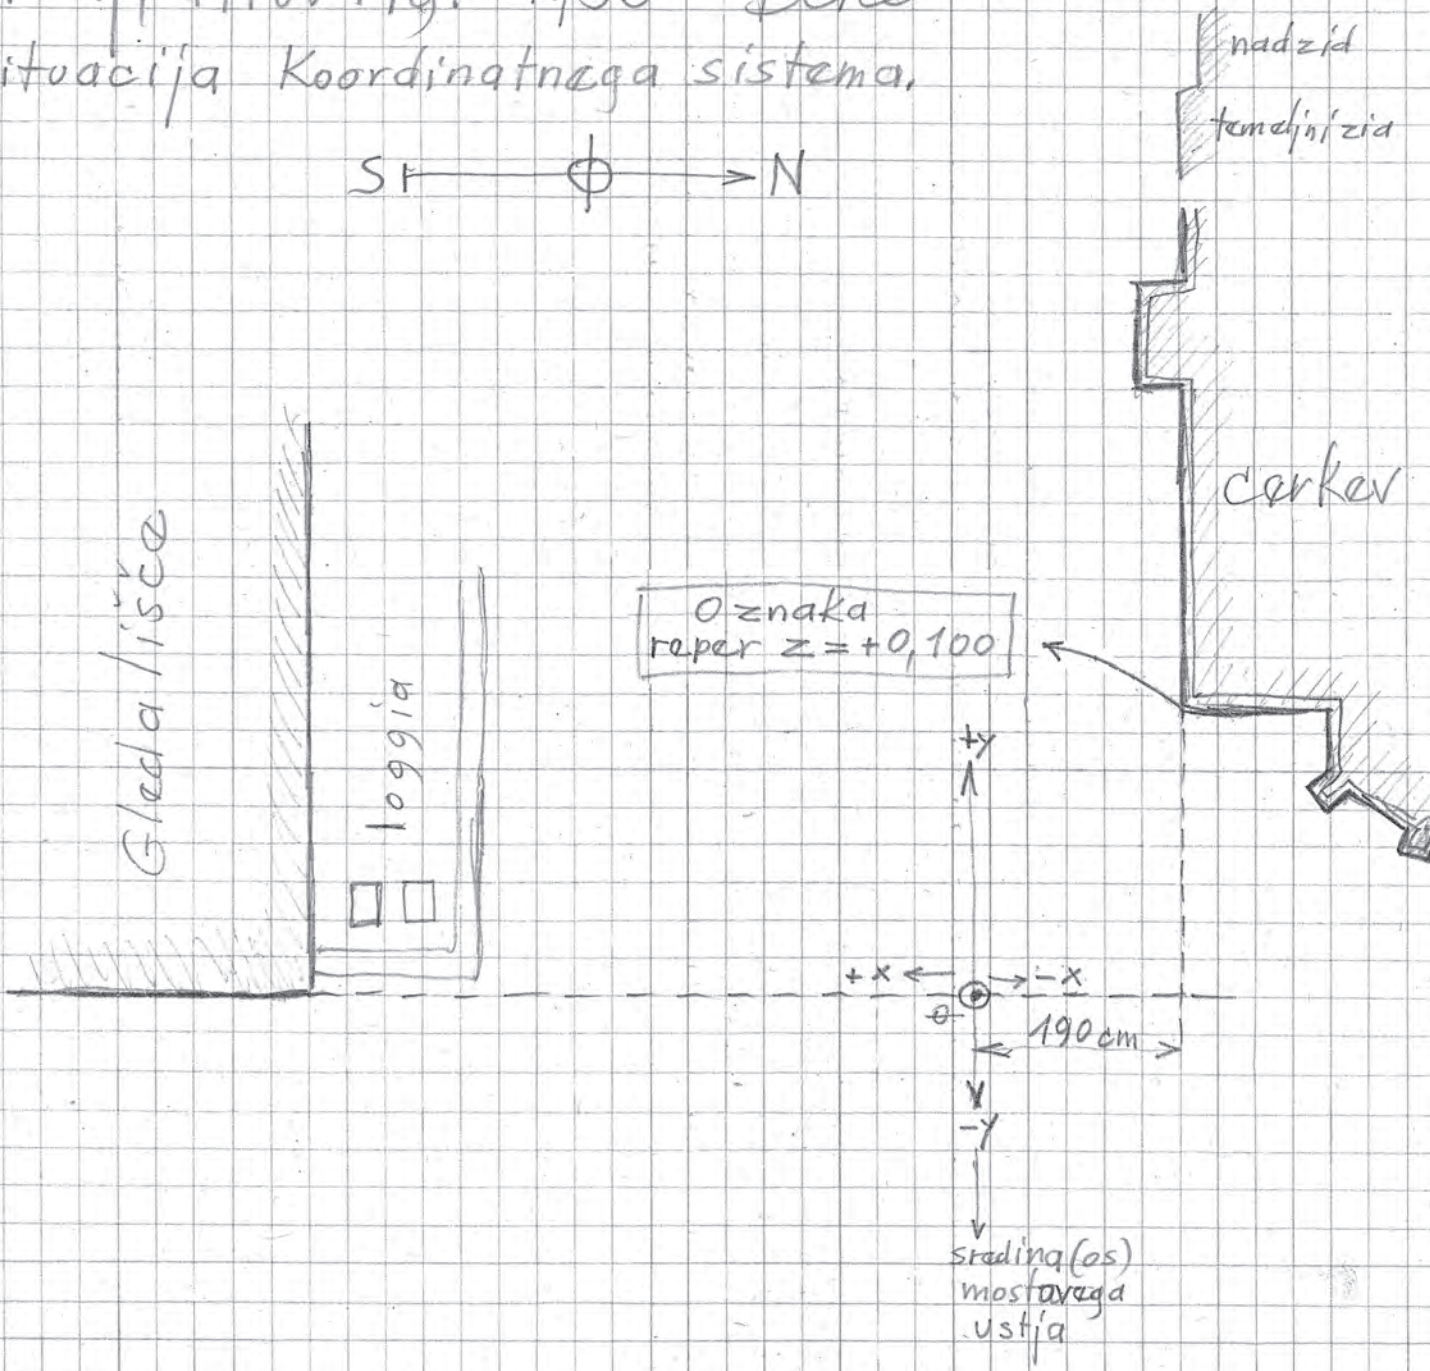 ituacija Koordinatnega sistema.
nadzid
temeljni zid
S N
cerkev
Gledališče
loggia
Oznaka
reper z=+0,100
+y
+x -x
0
190 cm
-y
sredina (os)
mostovega
ustja